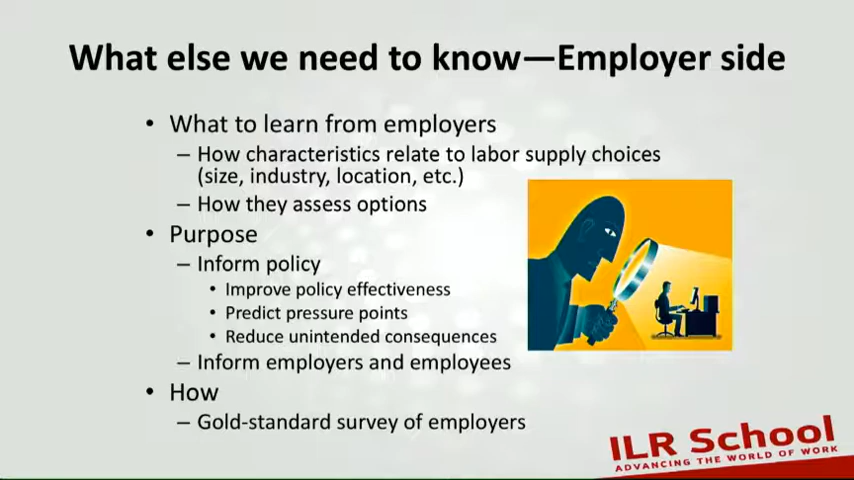 What else we need to know—Employer side
• What to learn from employers
– How characteristics relate to labor supply choices
(size, industry, location, etc.)
– How they assess options
• Purpose
– Inform policy
• Improve policy effectiveness
• Predict pressure points
• Reduce unintended consequences
– Inform employers and employees
• How
– Gold-standard survey of employers
ILR School
ADVANCING THE WORLD OF WORK